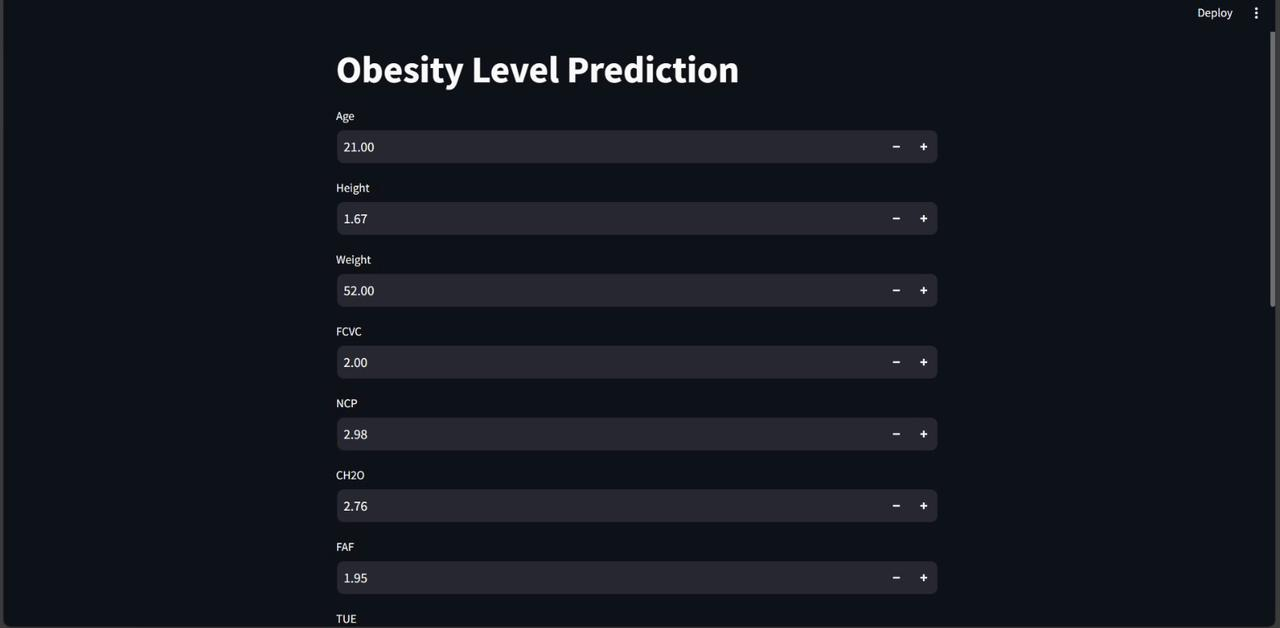 Deploy
Obesity Level Prediction
Age
21.00
Height
1.67
Weight
52.00
FCVC
2.00
NCP
2.98
CH2O
2.76
FAF
1.95
TUE